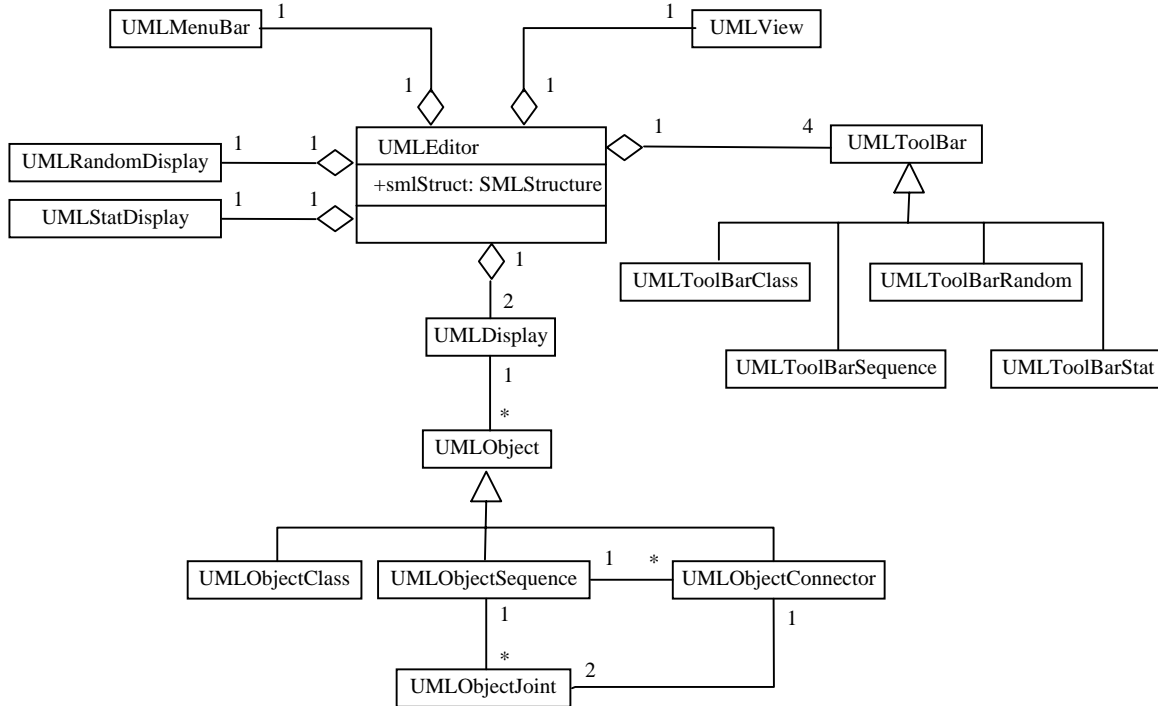 UMLMenuBar
1
1
UMLView
1
1
UMLEditor
+smlStruct: SMLStructure
UMLRandomDisplay
1
1
UMLStatDisplay
1
1
1
4
UMLToolBar
UMLToolBarClass
UMLToolBarRandom
UMLToolBarSequence
UMLToolBarStat
1
2
UMLDisplay
1
*
UMLObject
UMLObjectClass
UMLObjectSequence
1
*
UMLObjectConnector
1
*
1
2
UMLObjectJoint